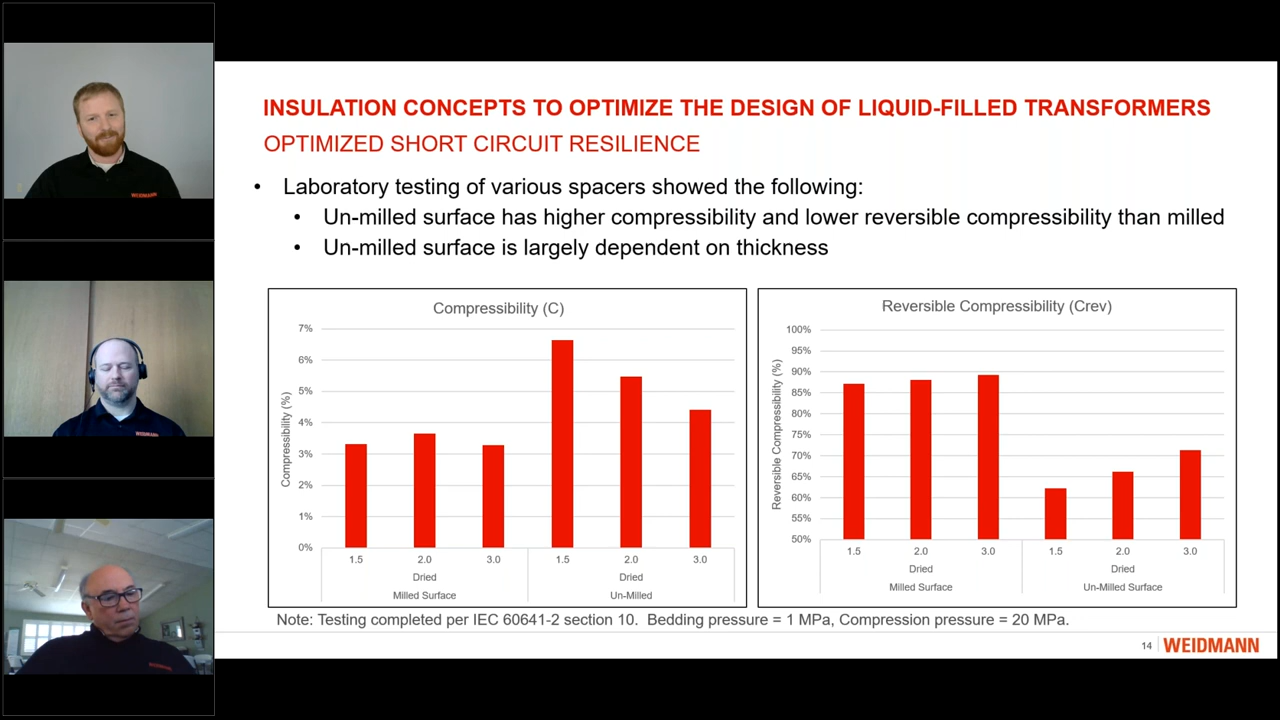 INSULATION CONCEPTS TO OPTIMIZE THE DESIGN OF LIQUID-FILLED TRANSFORMERS
OPTIMIZED SHORT CIRCUIT RESILIENCE
• Laboratory testing of various spacers showed the following:
• Un-milled surface has higher compressibility and lower reversible compressibility than milled
• Un-milled surface is largely dependent on thickness
Compressibility (C)
Compressibility (%)
7%
6%
5%
4%
3%
2%
1%
0%
1.5 2.0 3.0 1.5 2.0 3.0
Dried Dried
Milled Surface Un-Milled
Reversible Compressibility (Crev)
Reversible Compressibility (%)
100%
95%
90%
85%
80%
75%
70%
65%
60%
55%
50%
1.5 2.0 3.0 1.5 2.0 3.0
Dried Dried
Milled Surface Un-Milled Surface
Note: Testing completed per IEC 60641-2 section 10. Bedding pressure = 1 MPa, Compression pressure = 20 MPa.
14 WEIDMANN
WEIDMANN
WEIDMANN